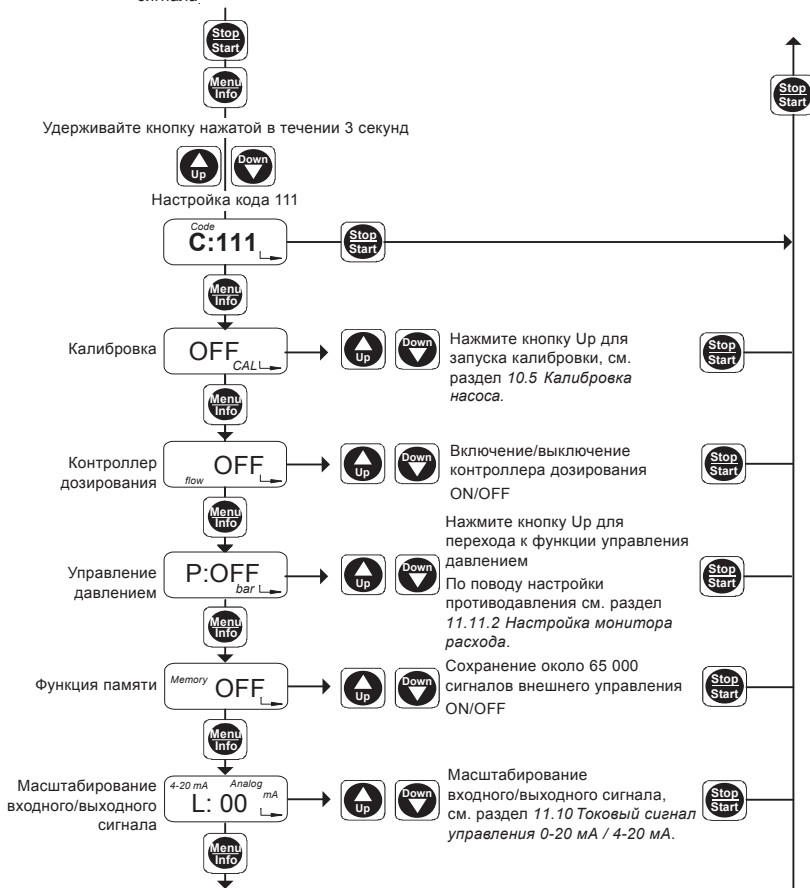 сигнала
Stop
Start
Menu
Info
Stop
Start
Удерживайте кнопку нажатой в течении 3 секунд
Up
Down
Настройка кода 111
Code
C:111
Stop
Start
Menu
Info
Калибровка
OFF
CAL
Up
Down
Нажмите кнопку Up для
запуска калибровки, см.
раздел 10.5 Калибровка
насоса.
Stop
Start
Menu
Info
Контроллер
дозирования
OFF
flow
Up
Down
Включение/выключение
контроллера дозирования
ON/OFF
Stop
Start
Menu
Info
Управление
давлением
P:OFF
bar
Up
Down
Нажмите кнопку Up для
перехода к функции управления
давлением
По поводу настройки
противодавления см. раздел
11.11.2 Настройка монитора
расхода.
Stop
Start
Menu
Info
Функция памяти
Memory
OFF
Up
Down
Сохранение около 65 000
сигналов внешнего управления
ON/OFF
Stop
Start
Menu
Info
Масштабирование
входного/выходного
сигнала
4-20 mA Analog
L: 00 mA
Up
Down
Масштабирование
входного/выходного сигнала,
см. раздел 11.10 Токовый сигнал
управления 0-20 мА / 4-20 мА.
Stop
Start
Menu
Info